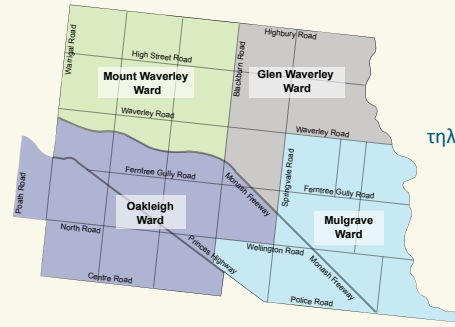 Highbury Road
Warrigal Road
High Street Road
Blackburn Road
Mount Waverley
Ward
Glen Waverley
Ward
Waverley Road
Waverley Road
τηλ
Springvale Road
Ferntree Gully Road
Monash Freeway
Ferntree Gully Road
Poath Road
Oakleigh
Ward
Mulgrave
Ward
North Road
Princes Highway
Wellington Road
Monash Freeway
Centre Road
Police Road